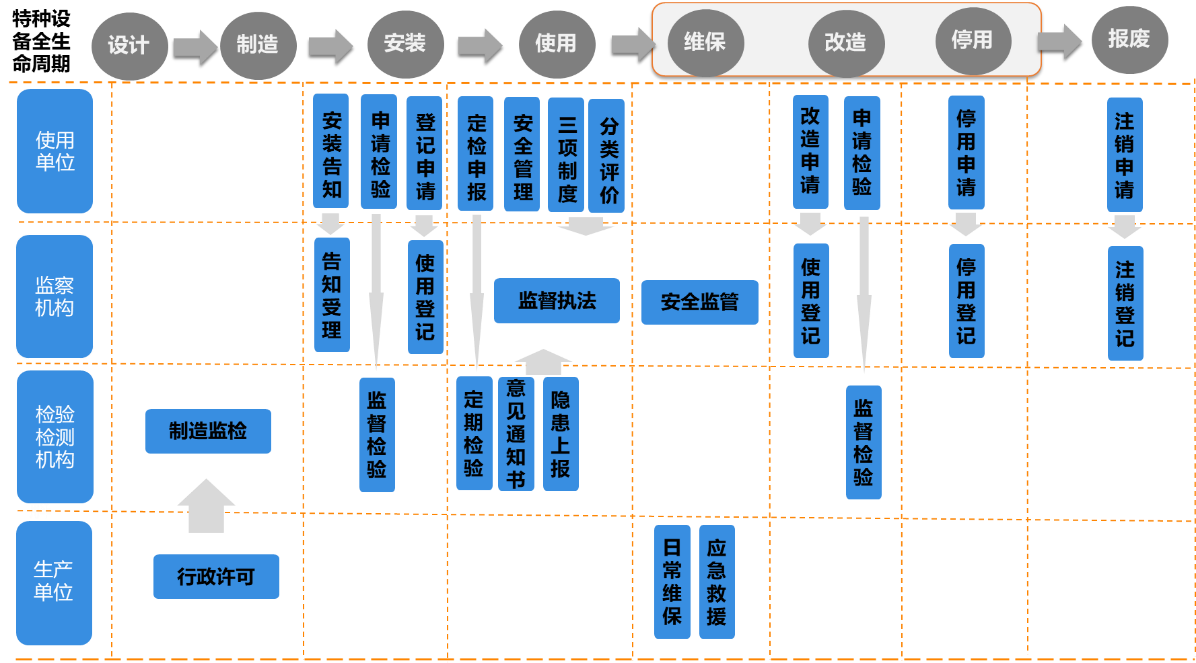 特种设
备全生
命周期
设计
制造
安装
使用
维保
改造
停用
报废
使用
单位
安装告知
申请检验
登记申请
定检申报
安全管理
三项制度
分类评价
改造申请
申请检验
停用申请
注销申请
监察
机构
告知受理
使用登记
监督执法
安全监管
使用登记
停用登记
注销登记
检验
检测
机构
制造监检
监督检验
定期检验
意见通知书
隐患上报
监督检验
生产
单位
行政许可
日常维保
应急救援